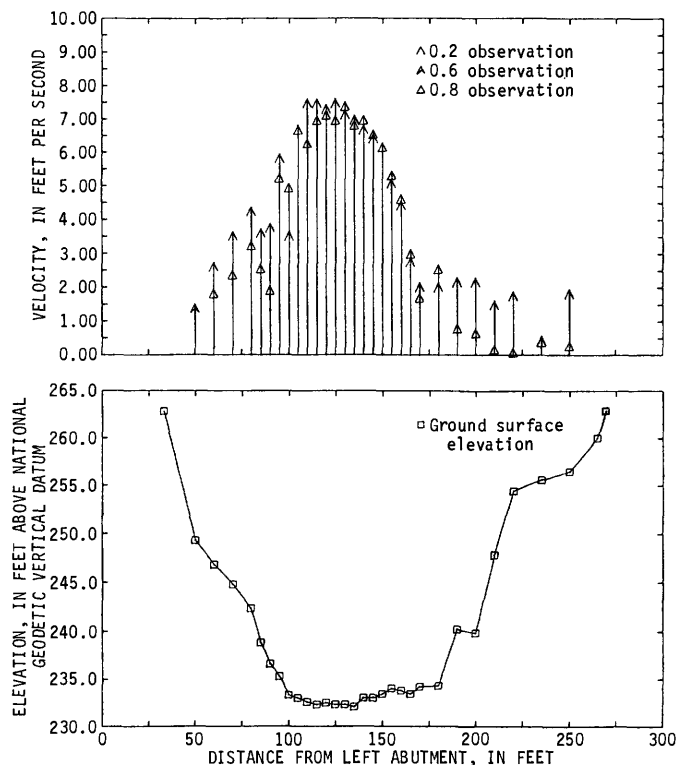 10.00
9.00
8.00
7.00
6.00
5.00
4.00
3.00
2.00
1.00
0.00
VELOCITY, IN FEET PER SECOND
0.2 observation
0.6 observation
0.8 observation
265.0
260.0
255.0
250.0
245.0
240.0
235.0
230.0
ELEVATION, IN FEET ABOVE NATIONAL
GEODETIC VERTICAL DATUM
Ground surface
elevation
0 50 100 150 200 250 300
DISTANCE FROM LEFT ABUTMENT, IN FEET